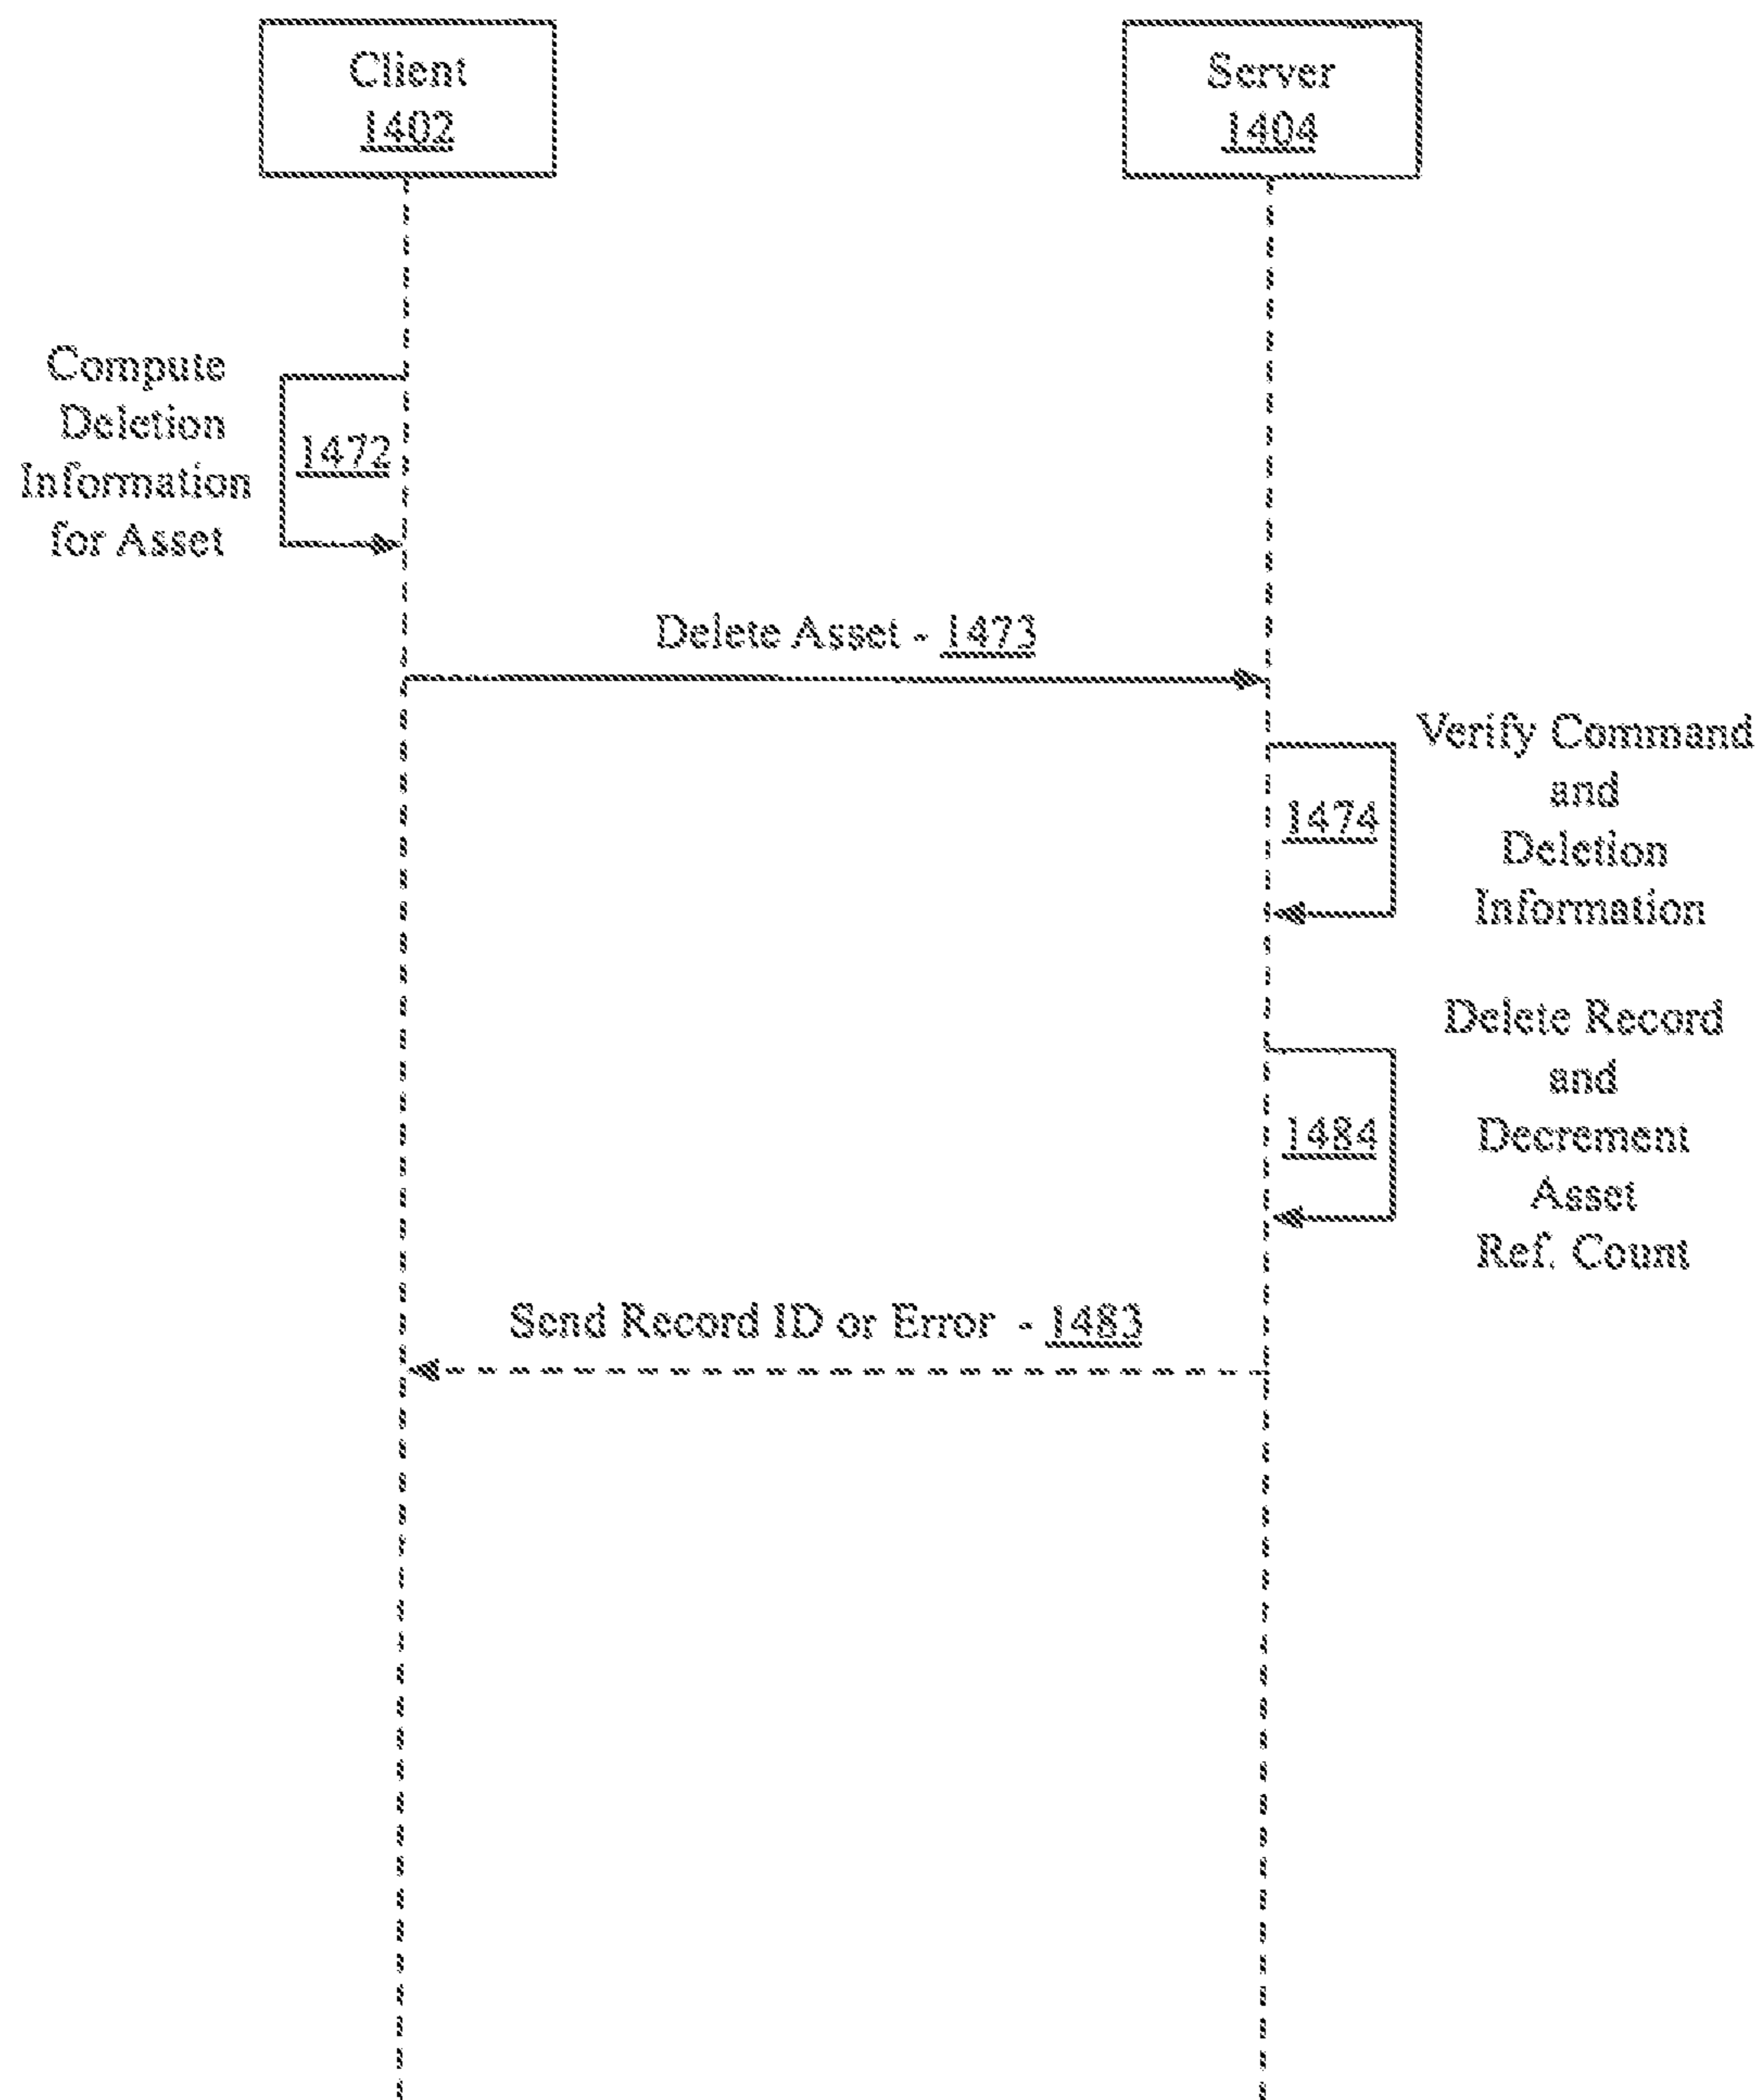 Client
1402
Server
1404
Compute
Deletion
Information
for Asset
1472
Delete Asset - 1473
Verify Command
and
Deletion
Information
1474
Delete Record
and
Decrement
Asset
Ref. Count
1484
Send Record ID or Error - 1483